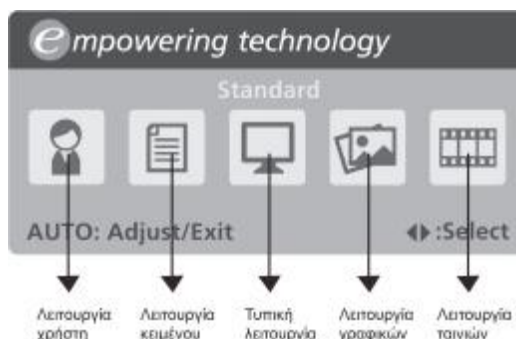 empowering technology
Standard
AUTO: Adjust/Exit ◀▶ :Select
Λειτουργία χρήστη
Λειτουργία κειμένου
Τυπική λειτουργία
Λειτουργία γραφικών
Λειτουργία ταινιών